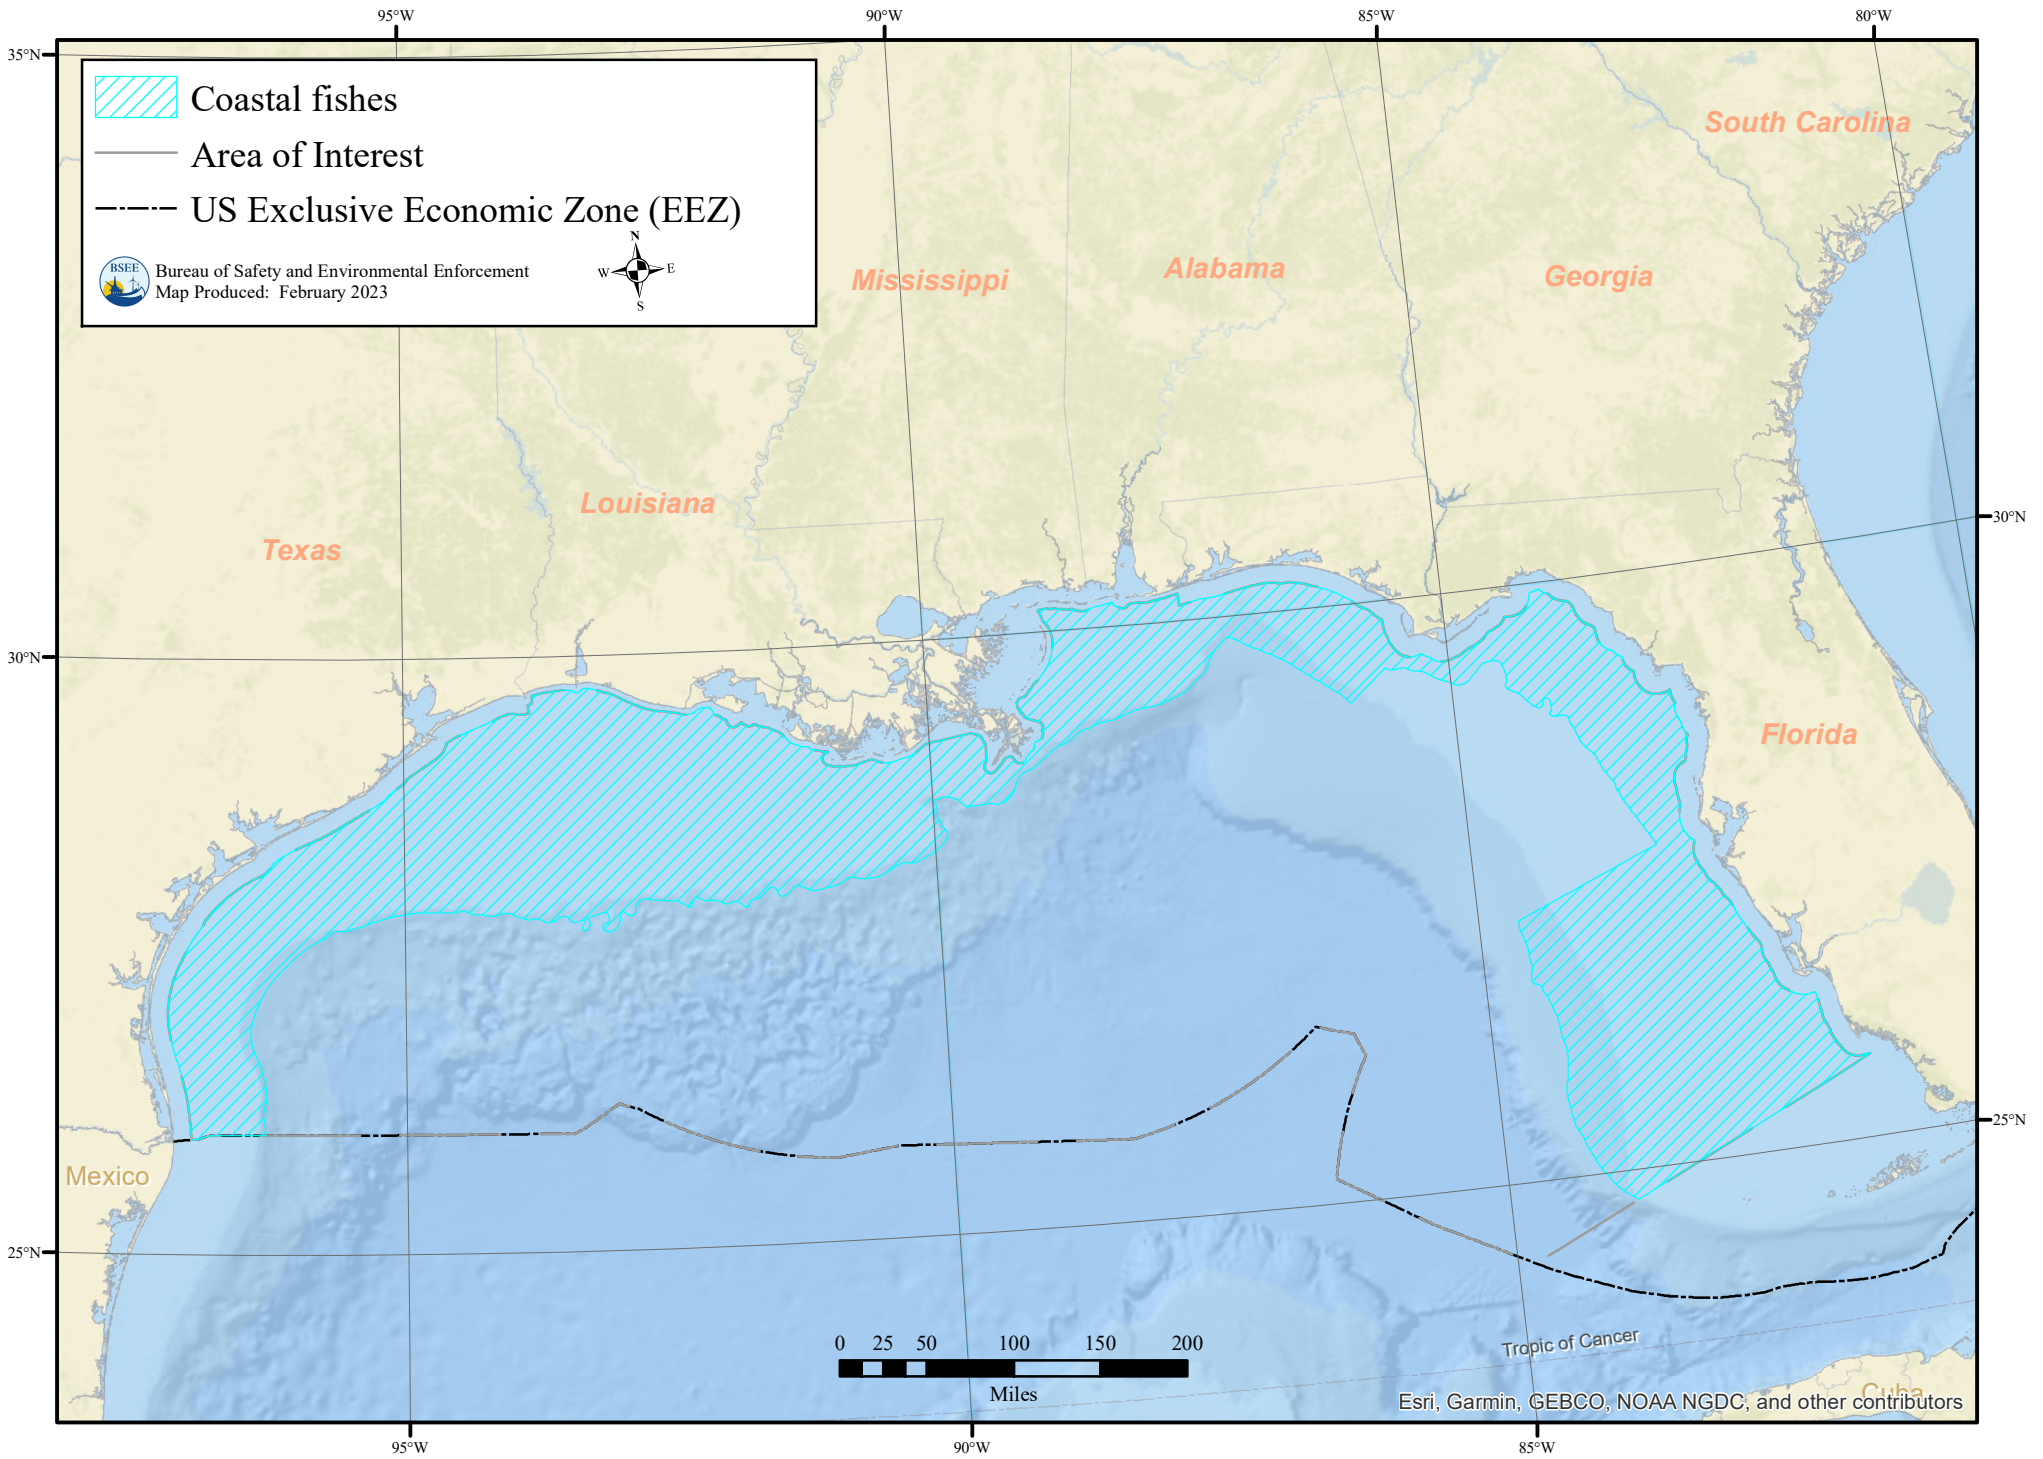 95°W 90°W 85°W 80°W
35°N
Coastal fishes
Area of Interest
US Exclusive Economic Zone (EEZ)
N
W E
S
BSEE
Bureau of Safety and Environmental Enforcement
Map Produced: February 2023
South Carolina
Mississippi
Alabama
Georgia
Louisiana
Texas
30°N
30°N
Florida
25°N
Mexico
25°N
0 25 50 100 150 200
Miles
Tropic of Cancer
Cuba
Esri, Garmin, GEBCO, NOAA NGDC, and other contributors
95°W 90°W 85°W